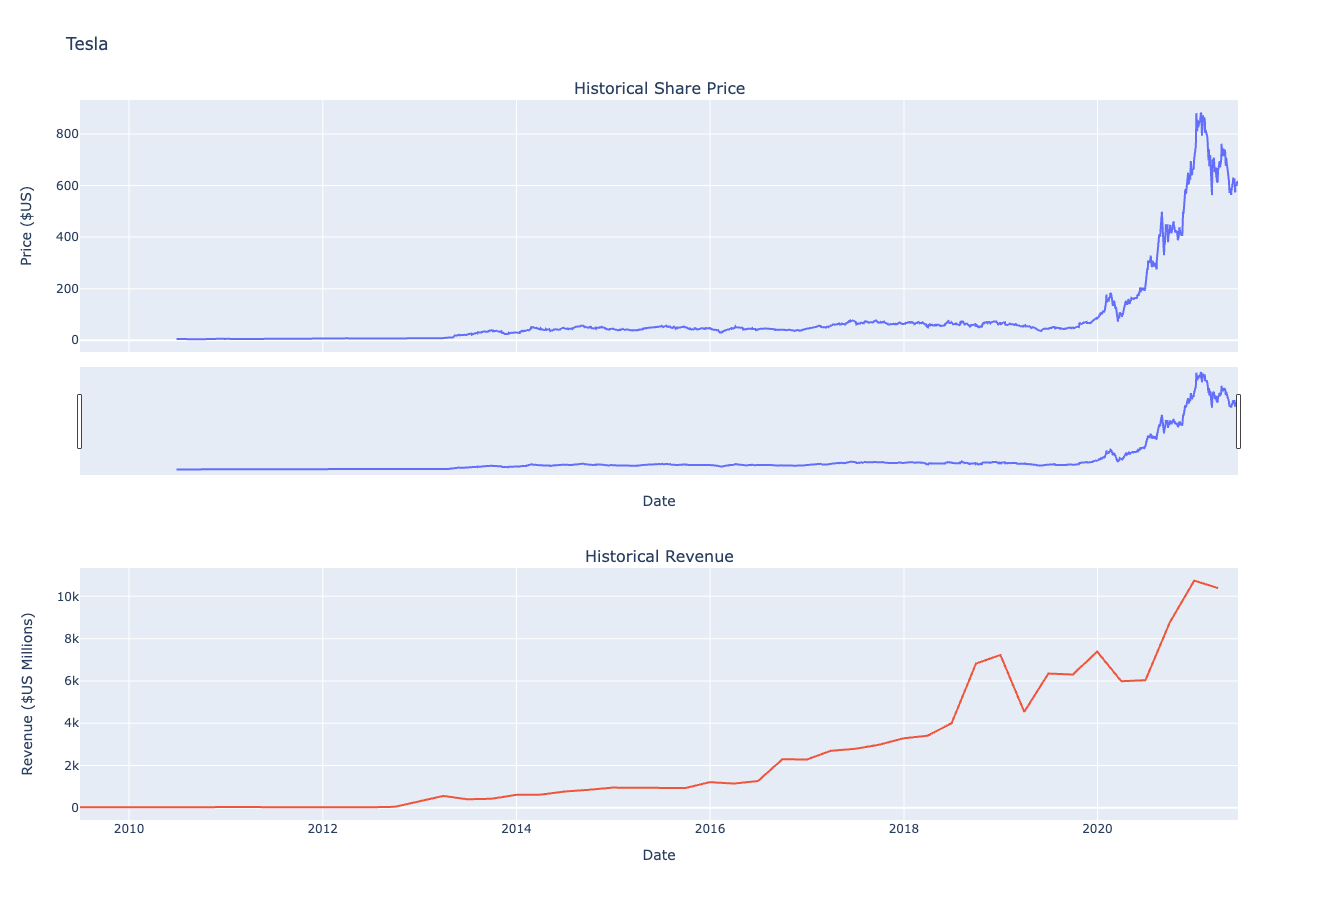 Tesla
Historical Share Price
Price ($US)
800
600
400
200
0
Date
Historical Revenue
Revenue ($US Millions)
10k
8k
6k
4k
2k
0
2010 2012 2014 2016 2018 2020
Date